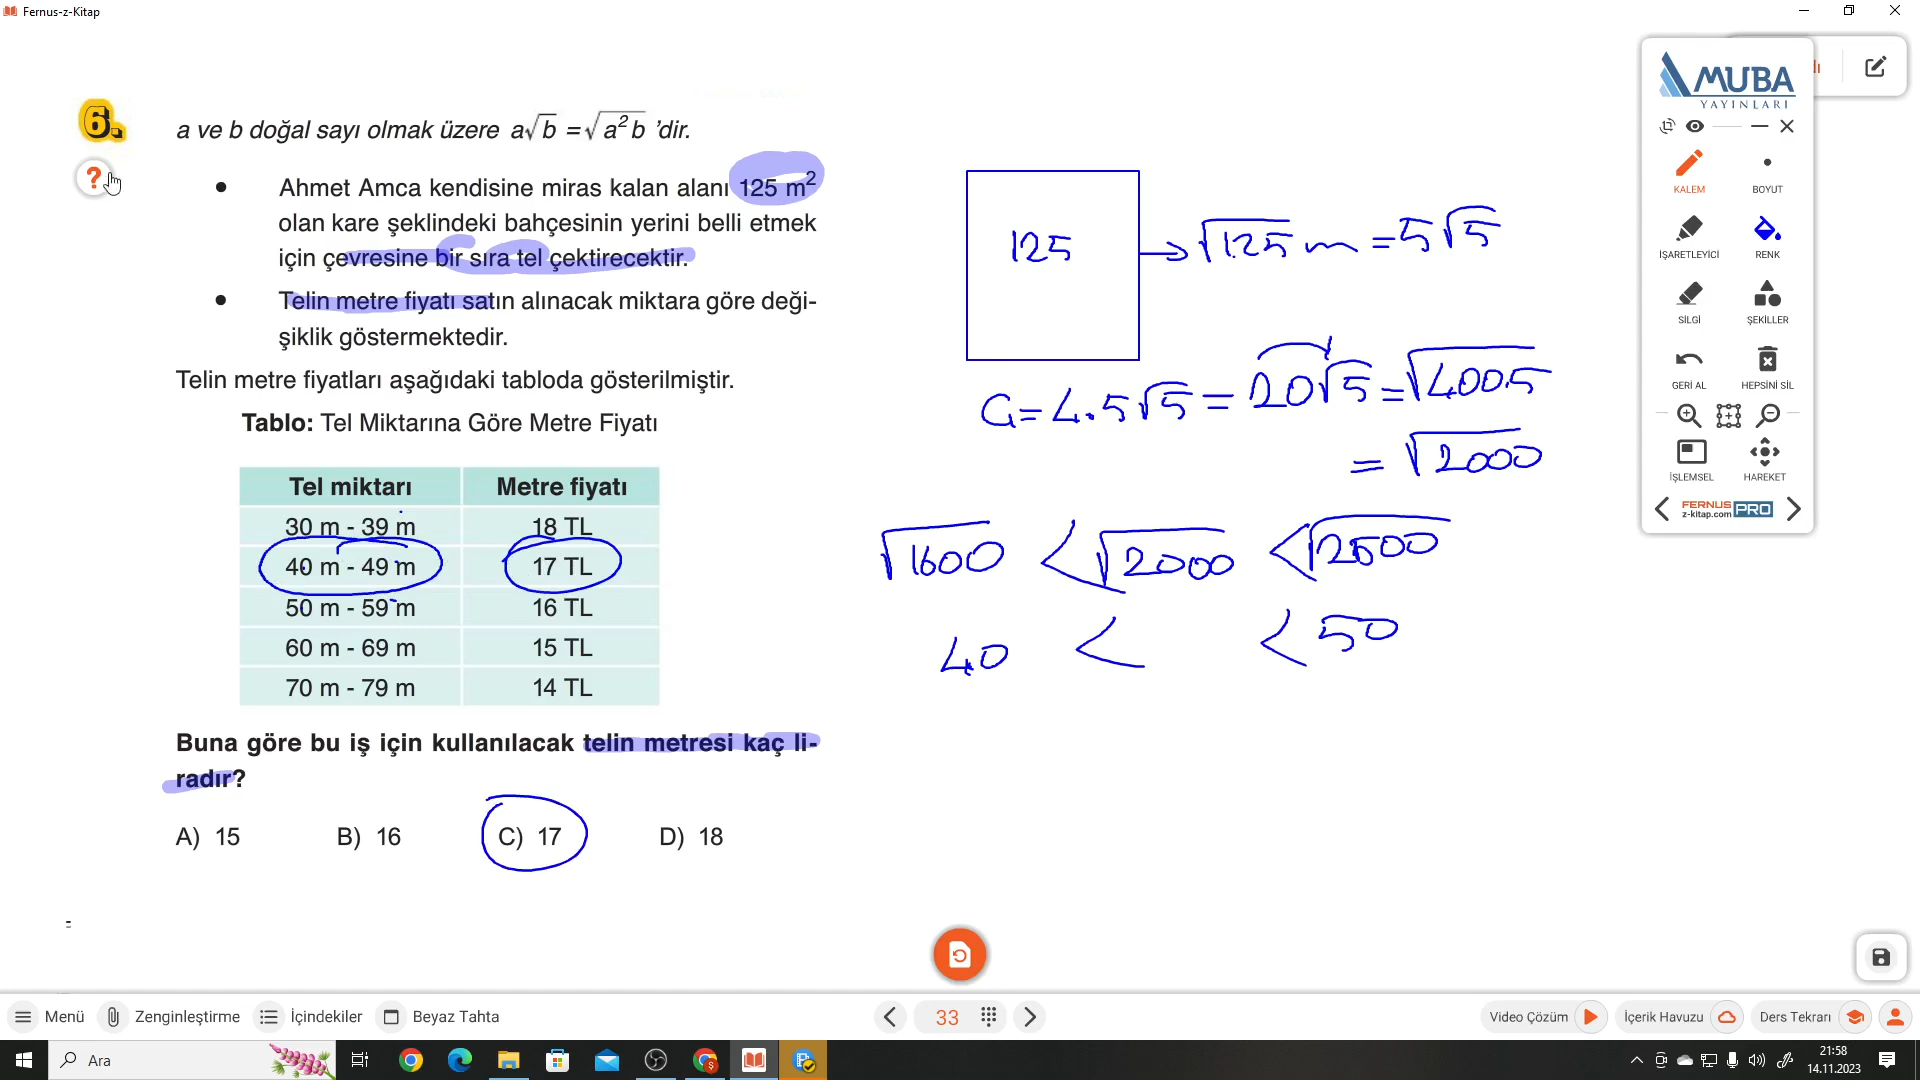 Fernus-z-Kitap
6.
a ve b doğal sayı olmak üzere a√b = √a²b 'dir.
• Ahmet Amca kendisine miras kalan alanı 125 m²
olan kare şeklindeki bahçesinin yerini belli etmek
için çevresine bir sıra tel çektirecektir.
• Telin metre fiyatı satın alınacak miktara göre deği-
şiklik göstermektedir.
Telin metre fiyatları aşağıdaki tabloda gösterilmiştir.
Tablo: Tel Miktarına Göre Metre Fiyatı
Tel miktarı Metre fiyatı
30 m - 39 m 18 TL
40 m - 49 m 17 TL
50 m - 59 m 16 TL
60 m - 69 m 15 TL
70 m - 79 m 14 TL
Buna göre bu iş için kullanılacak telin metresi kaç li-
radır?
A) 15 B) 16 C) 17 D) 18
125 → √125 m = 5√5
Ç = 4.5√5 = 20√5 = √400.5
= √2000
√1600 < √2000 < √2500
40 < < 50
MUBA
YAYINLARI
KALEM BOYUT
İŞARETLEYİCİ RENK
SİLGİ ŞEKİLLER
GERİ AL HEPSİNİ SİL
İŞLEMSEL HAREKET
FERNUS
z-kitap.com PRO
Menü Zenginleştirme İçindekiler Beyaz Tahta 33 Video Çözüm İçerik Havuzu Ders Tekrarı
Ara
21:58
14.11.2023